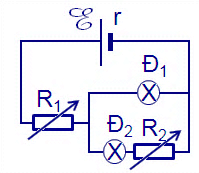 ℰ r
Đ₁
R₁
Đ₂ R₂